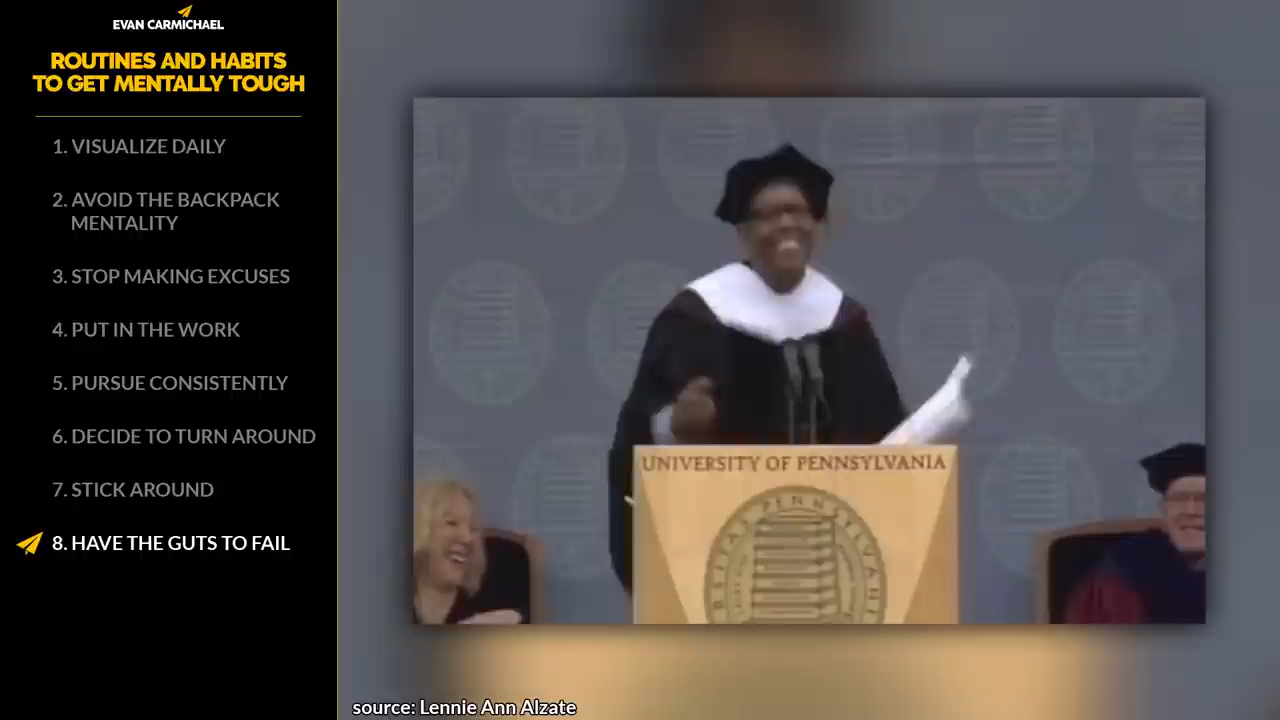 EVAN CARMICHAEL
ROUTINES AND HABITS
TO GET MENTALLY TOUGH
1. VISUALIZE DAILY
2. AVOID THE BACKPACK
MENTALITY
3. STOP MAKING EXCUSES
4. PUT IN THE WORK
5. PURSUE CONSISTENTLY
6. DECIDE TO TURN AROUND
7. STICK AROUND
8. HAVE THE GUTS TO FAIL
UNIVERSITY OF PENNSYLVANIA
source: Lennie Ann Alzate